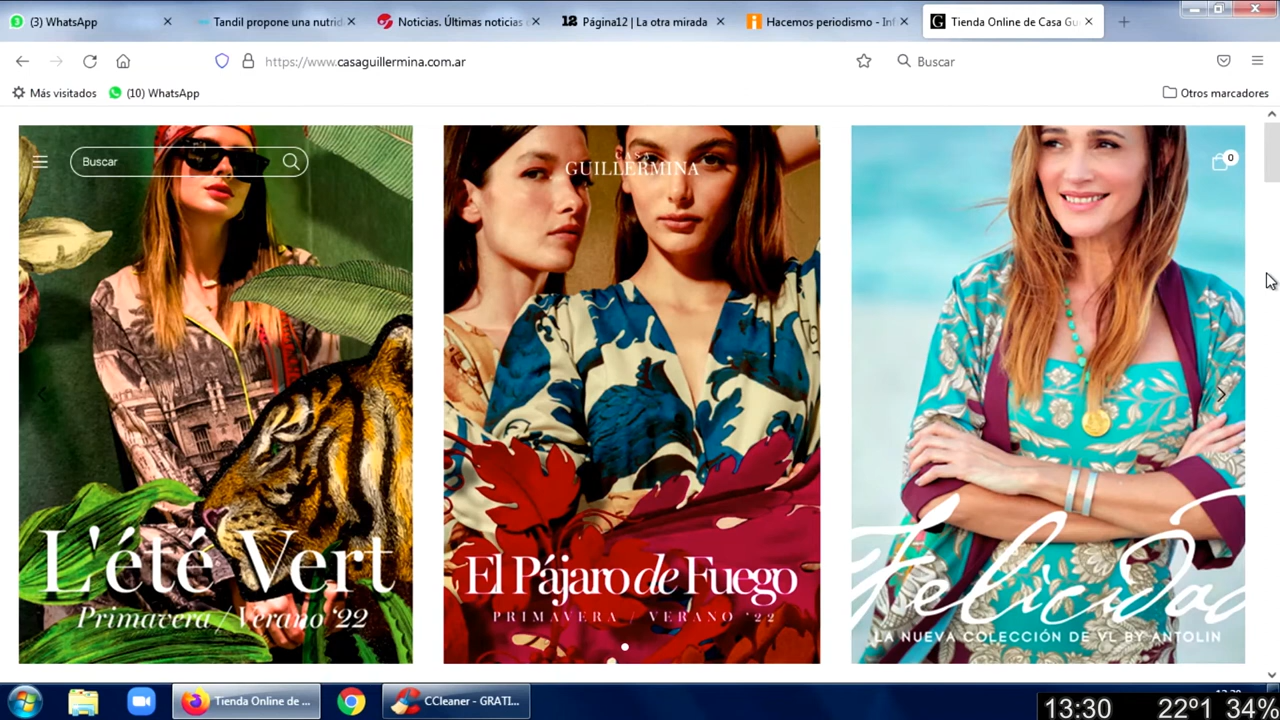 (3) WhatsApp
Tandil propone una nutrid
Noticias. Últimas noticias d
12 Página12 | La otra mirada
Hacemos periodismo - Inf
G Tienda Online de Casa Gu
https://www.casaguillermina.com.ar
Buscar
Más visitados
(10) WhatsApp
Otros marcadores
Buscar
CASA
GUILLERMINA
0
L'été Vert
Primavera / Verano '22
El Pájaro de Fuego
PRIMAVERA / VERANO '22
Felicidad
LA NUEVA COLECCIÓN DE VL BY ANTOLIN
Tienda Online de ...
CCleaner - GRATI...
13:30 22º1 34%